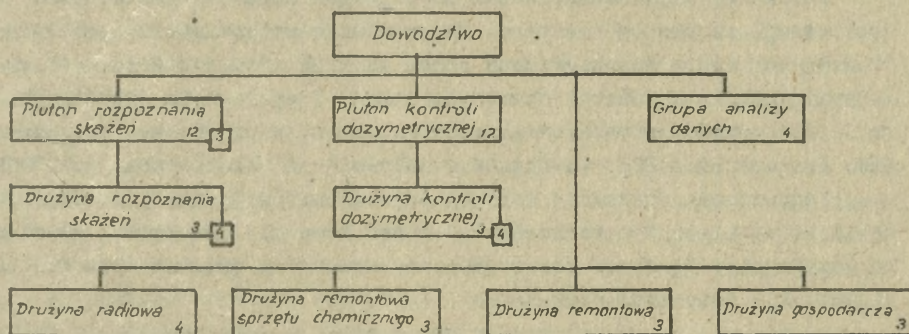 Dowództwo
Pluton rozpoznania
skażeń 12 3
Pluton kontroli
dozymetrycznej 12
Grupa analizy
danych 4
Drużyna rozpoznania
skażeń 3 4
Drużyna kontroli
dozymetrycznej 3 4
Drużyna radiowa
4
Drużyna remontowa
sprzętu chemicznego 3
Drużyna remontowa
3
Drużyna gospodarcza
3